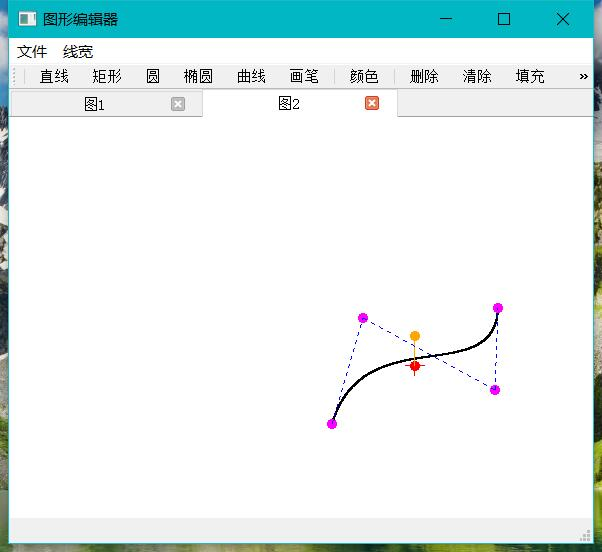 图形编辑器
文件 线宽
直线 矩形 圆 椭圆 曲线 画笔 颜色 删除 清除 填充 »
图1 图2